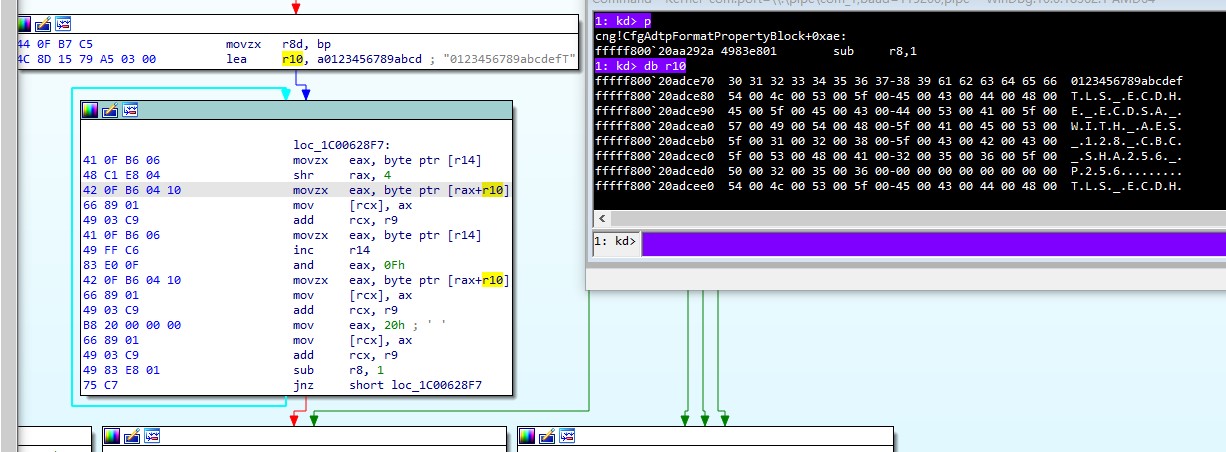 44 0F B7 C5 movzx r8d, bp
4C 8D 15 79 A5 03 00 lea r10, a0123456789abcd ; "0123456789abcdefT"
loc_1C00628F7:
41 0F B6 06 movzx eax, byte ptr [r14]
48 C1 E8 04 shr rax, 4
42 0F B6 04 10 movzx eax, byte ptr [rax+r10]
66 89 01 mov [rcx], ax
49 03 C9 add rcx, r9
41 0F B6 06 movzx eax, byte ptr [r14]
49 FF C6 inc r14
83 E0 0F and eax, 0Fh
42 0F B6 04 10 movzx eax, byte ptr [rax+r10]
66 89 01 mov [rcx], ax
49 03 C9 add rcx, r9
B8 20 00 00 00 mov eax, 20h ; ' '
66 89 01 mov [rcx], ax
49 03 C9 add rcx, r9
49 83 E8 01 sub r8, 1
75 C7 jnz short loc_1C00628F7
1: kd> p
cng!CfgAdtpFormatPropertyBlock+0xae:
fffff800`20aa292a 4983e801 sub r8,1
1: kd> db r10
fffff800`20adce70 30 31 32 33 34 35 36 37-38 39 61 62 63 64 65 66 0123456789abcdef
fffff800`20adce80 54 00 4c 00 53 00 5f 00-45 00 43 00 44 00 48 00 T.L.S._.E.C.D.H.
fffff800`20adce90 45 00 5f 00 45 00 43 00-44 00 53 00 41 00 5f 00 E._.E.C.D.S.A._.
fffff800`20adcea0 57 00 49 00 54 00 48 00-5f 00 41 00 45 00 53 00 W.I.T.H._.A.E.S.
fffff800`20adceb0 5f 00 31 00 32 00 38 00-5f 00 43 00 42 00 43 00 _.1.2.8._.C.B.C.
fffff800`20adcec0 5f 00 53 00 48 00 41 00-32 00 35 00 36 00 5f 00 _.S.H.A.2.5.6._.
fffff800`20adced0 50 00 32 00 35 00 36 00-00 00 00 00 00 00 00 00 P.2.5.6.........
fffff800`20adcee0 54 00 4c 00 53 00 5f 00-45 00 43 00 44 00 48 00 T.L.S._.E.C.D.H.
1: kd>